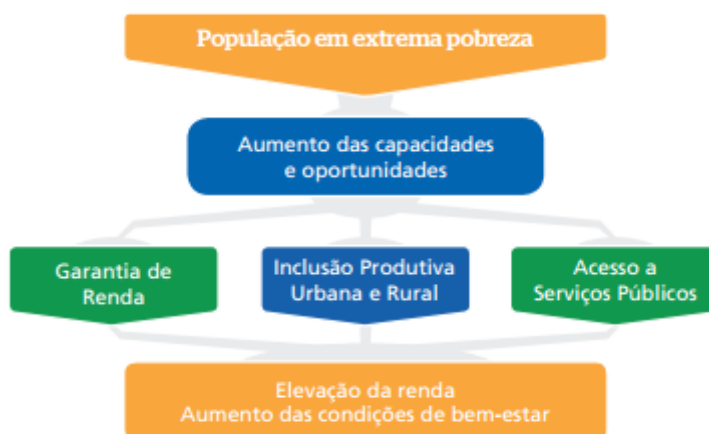 População em extrema pobreza
Aumento das capacidades
e oportunidades
Garantia de
Renda
Inclusão Produtiva
Urbana e Rural
Acesso a
Serviços Públicos
Elevação da renda
Aumento das condições de bem-estar